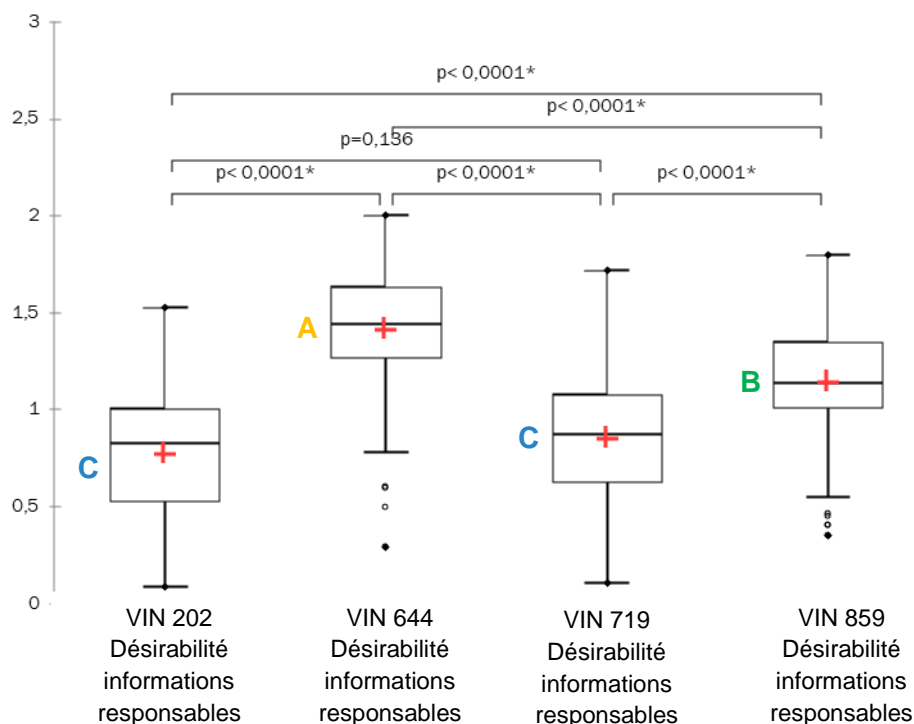 3
p< 0,0001*
2,5
p< 0,0001*
p=0,136
p< 0,0001*
p< 0,0001*
p< 0,0001*
2
1,5
A
B
1
C
C
0,5
0
VIN 202
Désirabilité
informations
responsables
VIN 644
Désirabilité
informations
responsables
VIN 719
Désirabilité
informations
responsables
VIN 859
Désirabilité
informations
responsables